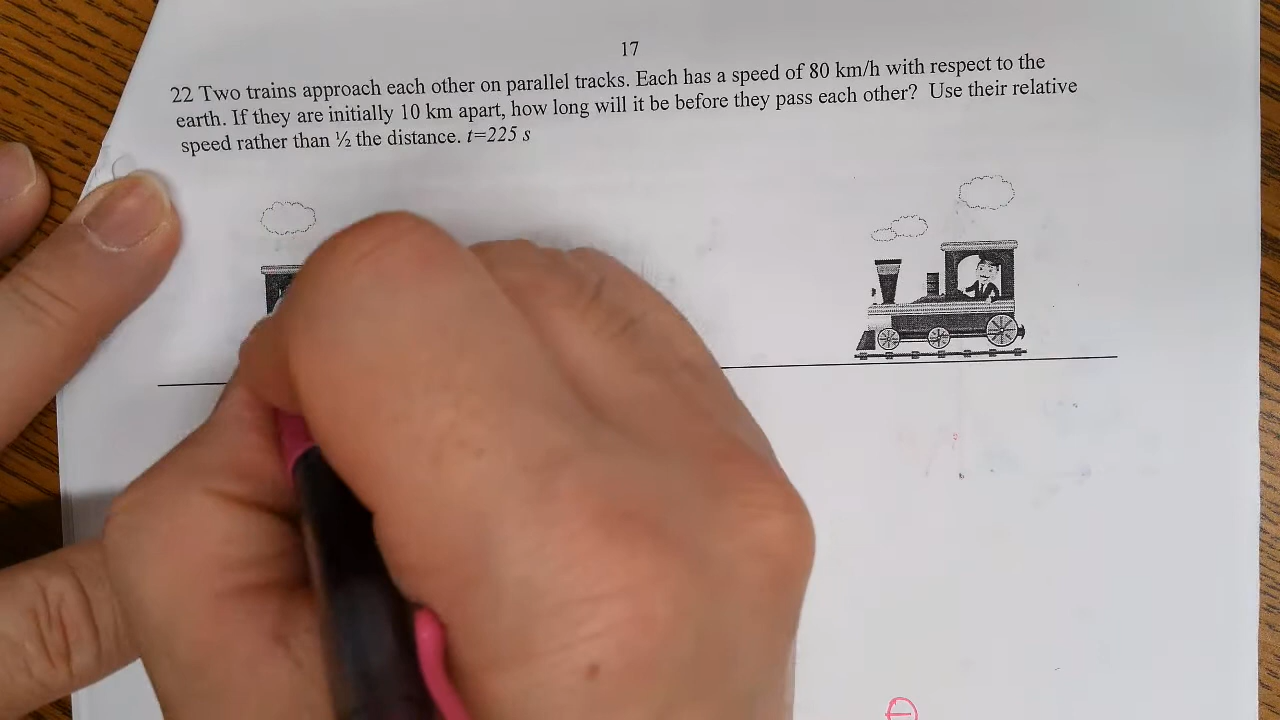 17
22 Two trains approach each other on parallel tracks. Each has a speed of 80 km/h with respect to the
earth. If they are initially 10 km apart, how long will it be before they pass each other? Use their relative
speed rather than ½ the distance. t=225 s